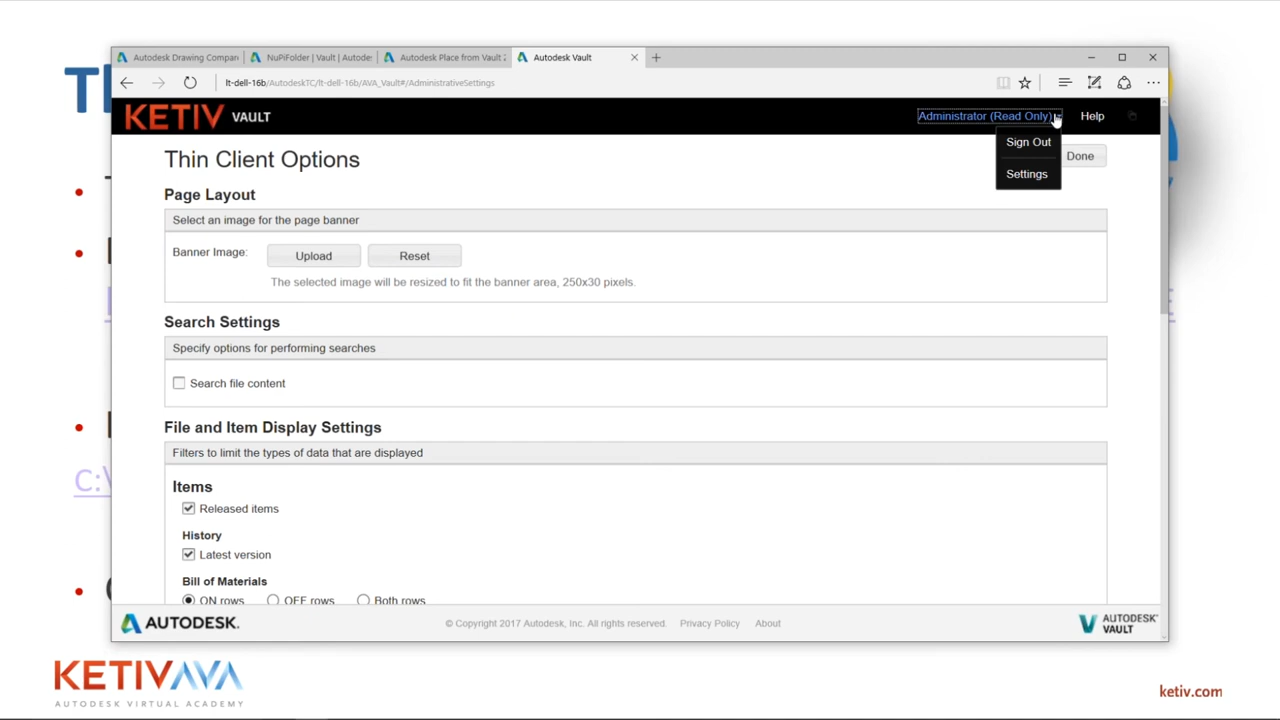 Autodesk Drawing Compar
NuPiFolder | Vault | Autode
Autodesk Place from Vault 2
Autodesk Vault
lt-dell-16b/AutodeskTC/lt-dell-16b/AVA_Vault#/AdministrativeSettings
KETIV VAULT
Administrator (Read Only)
Help
Sign Out
Settings
Thin Client Options
Done
Page Layout
Select an image for the page banner
Banner Image:
Upload
Reset
The selected image will be resized to fit the banner area, 250x30 pixels.
Search Settings
Specify options for performing searches
Search file content
File and Item Display Settings
Filters to limit the types of data that are displayed
Items
Released items
History
Latest version
Bill of Materials
ON rows
OFF rows
Both rows
C:\
AUTODESK.
© Copyright 2017 Autodesk, Inc. All rights reserved.
Privacy Policy
About
AUTODESK
VAULT
KETIVAVA
AUTODESK VIRTUAL ACADEMY
ketiv.com